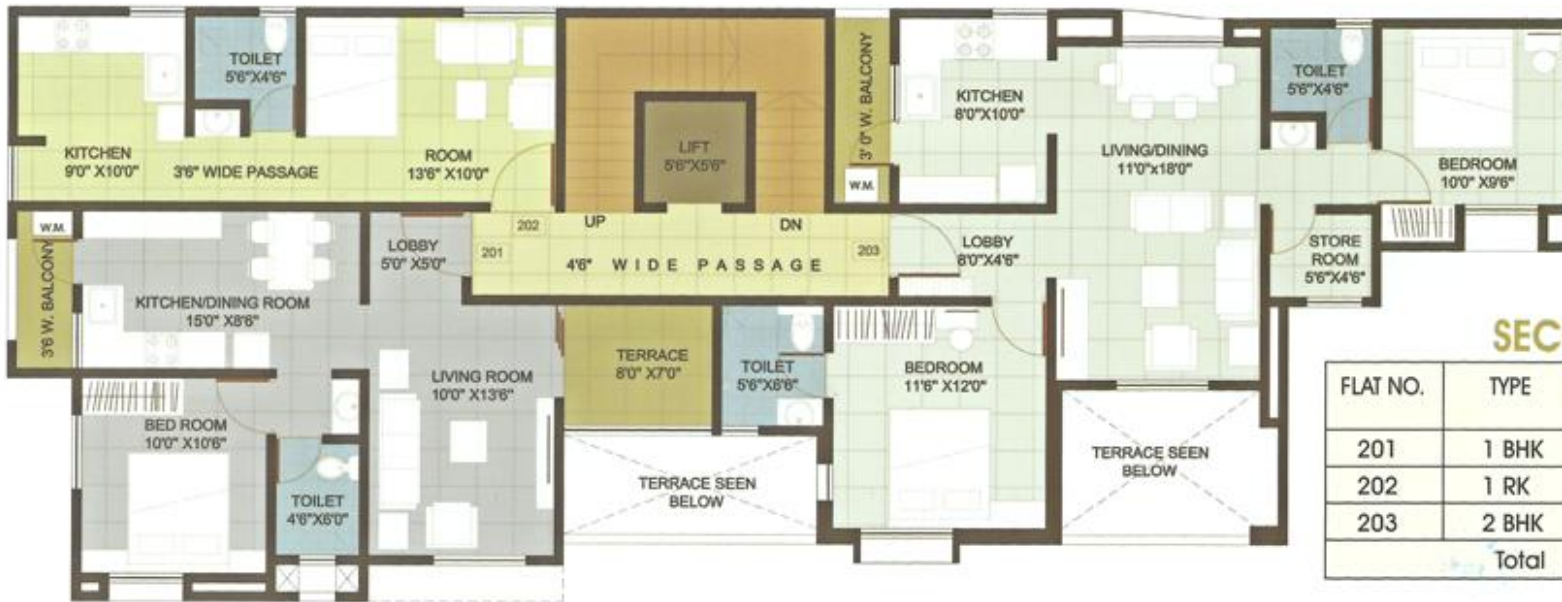 TOILET
5'6"X4'6"
KITCHEN
9'0" X10'0"
3'6" WIDE PASSAGE
ROOM
13'6" X10'0"
LIFT
5'6"X5'6"
3' 0" W. BALCONY
W.M.
KITCHEN
8'0"X10'0"
LIVING/DINING
11'0"x18'0"
TOILET
5'6"X4'6"
BEDROOM
10'0" X9'6"
W.M.
3'6 W. BALCONY
KITCHEN/DINING ROOM
15'0" X8'6"
LOBBY
5'0" X5'0"
201
202
UP
DN
203
4'6" WIDE PASSAGE
LOBBY
8'0"X4'6"
STORE
ROOM
5'6"X4'6"
BED ROOM
10'0" X10'6"
LIVING ROOM
10'0" X13'6"
TERRACE
8'0" X7'0"
TOILET
5'6"X6'6"
BEDROOM
11'6" X12'0"
TOILET
4'6"X6'0"
TERRACE SEEN
BELOW
TERRACE SEEN
BELOW
SEC
FLAT NO. TYPE
201 1 BHK
202 1 RK
203 2 BHK
Total